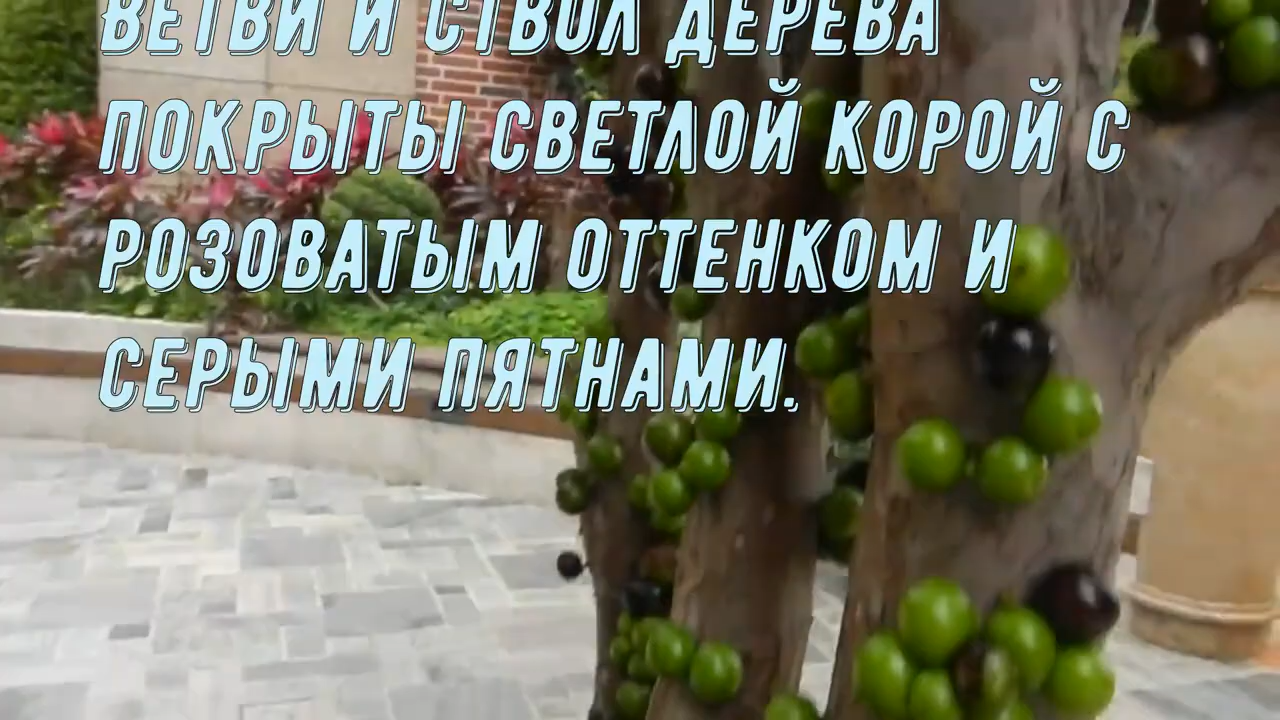 ВЕТВИ И СТВОЛ ДЕРЕВА
ПОКРЫТЫ СВЕТЛОЙ КОРОЙ С
РОЗОВАТЫМ ОТТЕНКОМ И
СЕРЫМИ ПЯТНАМИ.